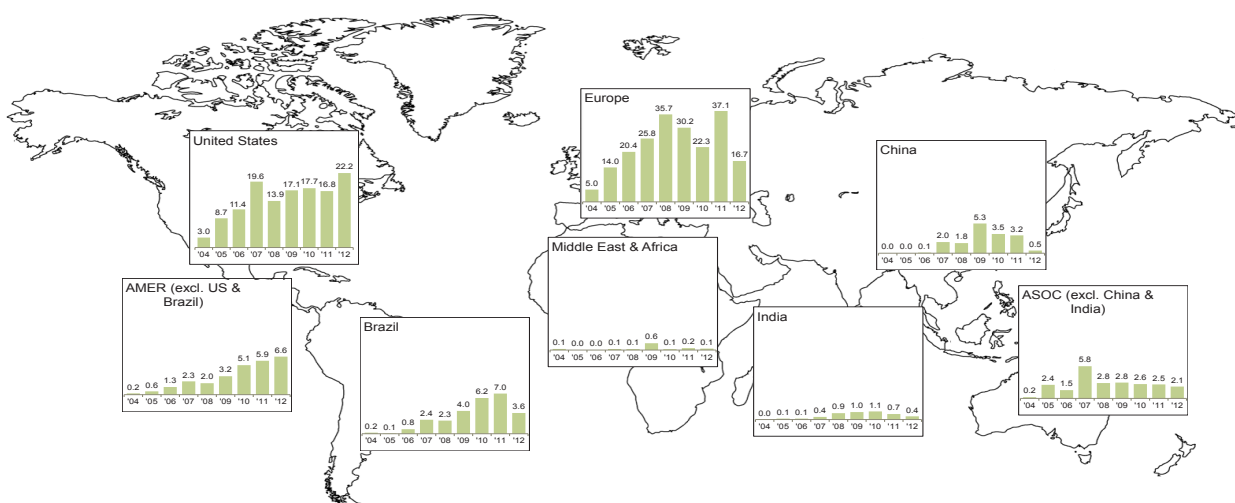 United States
3.0 8.7 11.4 19.6 13.9 17.1 17.7 16.8 22.2
'04 '05 '06 '07 '08 '09 '10 '11 '12
Europe
5.0 14.0 20.4 25.8 35.7 30.2 22.3 37.1 16.7
'04 '05 '06 '07 '08 '09 '10 '11 '12
China
0.0 0.0 0.1 2.0 1.8 5.3 3.5 3.2 0.5
'04 '05 '06 '07 '08 '09 '10 '11 '12
AMER (excl. US &
Brazil)
0.2 0.6 1.3 2.3 2.0 3.2 5.1 5.9 6.6
'04 '05 '06 '07 '08 '09 '10 '11 '12
Brazil
0.2 0.1 0.8 2.4 2.3 4.0 6.2 7.0 3.6
'04 '05 '06 '07 '08 '09 '10 '11 '12
Middle East & Africa
0.1 0.0 0.0 0.1 0.1 0.6 0.1 0.2 0.1
'04 '05 '06 '07 '08 '09 '10 '11 '12
India
0.0 0.1 0.1 0.4 0.9 1.0 1.1 0.7 0.4
'04 '05 '06 '07 '08 '09 '10 '11 '12
ASOC (excl. China &
India)
0.2 2.4 1.5 5.8 2.8 2.8 2.6 2.5 2.1
'04 '05 '06 '07 '08 '09 '10 '11 '12